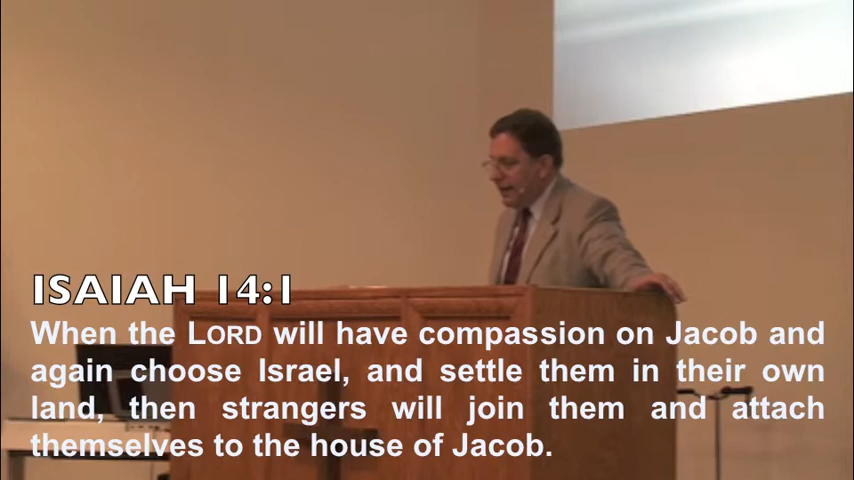 ISAIAH 14:1
When the LORD will have compassion on Jacob and
again choose Israel, and settle them in their own
land, then strangers will join them and attach
themselves to the house of Jacob.